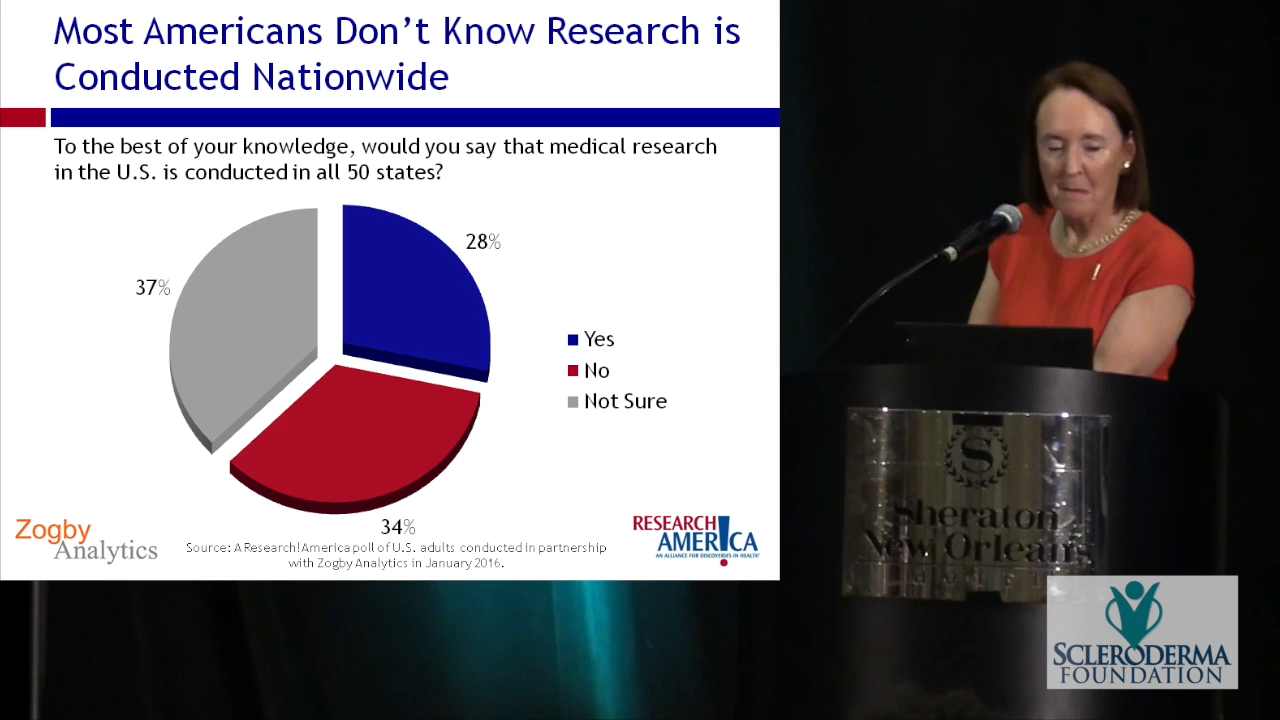 Most Americans Don't Know Research is
Conducted Nationwide
To the best of your knowledge, would you say that medical research
in the U.S. is conducted in all 50 states?
28%
37%
Yes
No
Not Sure
34%
Zogby
Analytics
Source: A Research!America poll of U.S. adults conducted in partnership
with Zogby Analytics in January 2016.
RESEARCH
AMERICA
AN ALLIANCE FOR DISCOVERIES IN HEALTH
S
Sheraton
New Orleans
SCLERODERMA
FOUNDATION